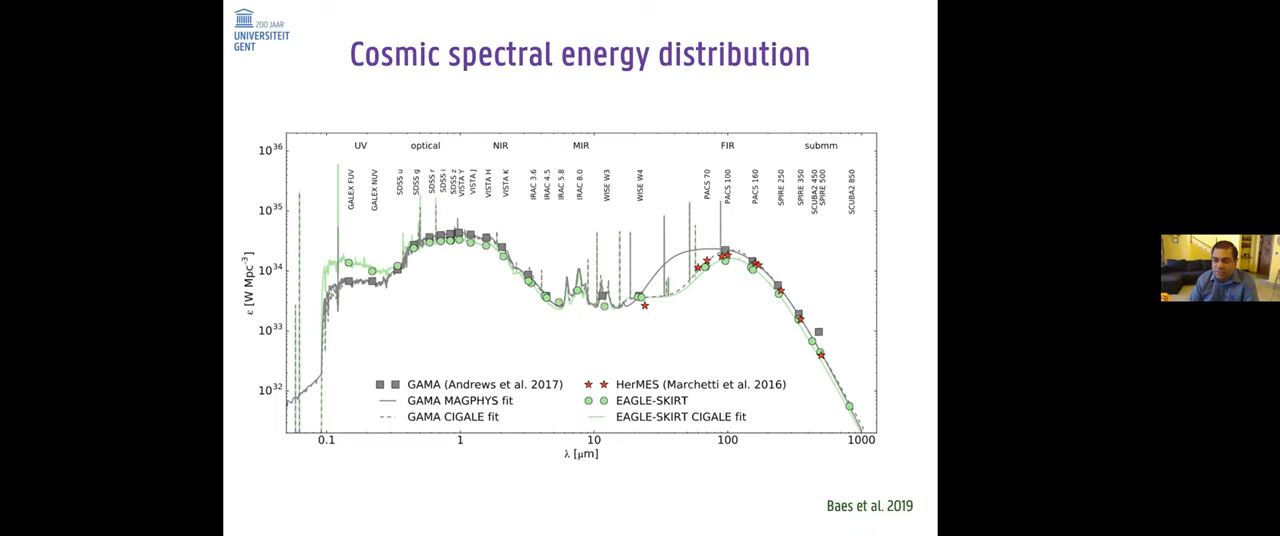 200 JAAR
UNIVERSITEIT
GENT
Cosmic spectral energy distribution
UV optical NIR MIR FIR submm
GALEX FUV
GALEX NUV
SDSS u
SDSS g
SDSS r
SDSS i
SDSS z
VISTA Y
VISTA J
VISTA H
VISTA K
IRAC 3.6
IRAC 4.5
IRAC 5.8
IRAC 8.0
WISE W3
WISE W4
PACS 70
PACS 100
PACS 160
SPIRE 250
SPIRE 350
SCUBA2 450
SPIRE 500
SCUBA2 850
10^36
10^35
10^34
10^33
10^32
ε [W Mpc^-3]
GAMA (Andrews et al. 2017)
GAMA MAGPHYS fit
GAMA CIGALE fit
HerMES (Marchetti et al. 2016)
EAGLE-SKIRT
EAGLE-SKIRT CIGALE fit
0.1 1 10 100 1000
λ [μm]
Baes et al. 2019